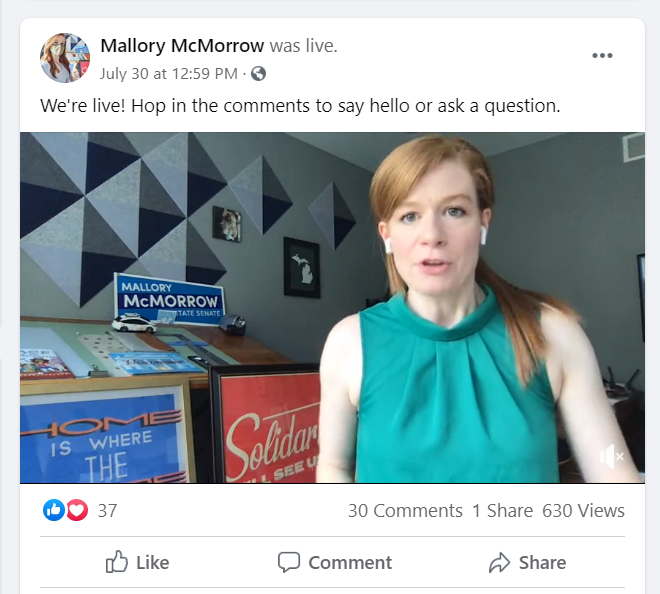 Mallory McMorrow was live.
July 30 at 12:59 PM ·
We're live! Hop in the comments to say hello or ask a question.
MALLORY
McMORROW
STATE SENATE
HOME
IS WHERE
THE
Solidar
SEE U
37
30 Comments 1 Share 630 Views
Like
Comment
Share